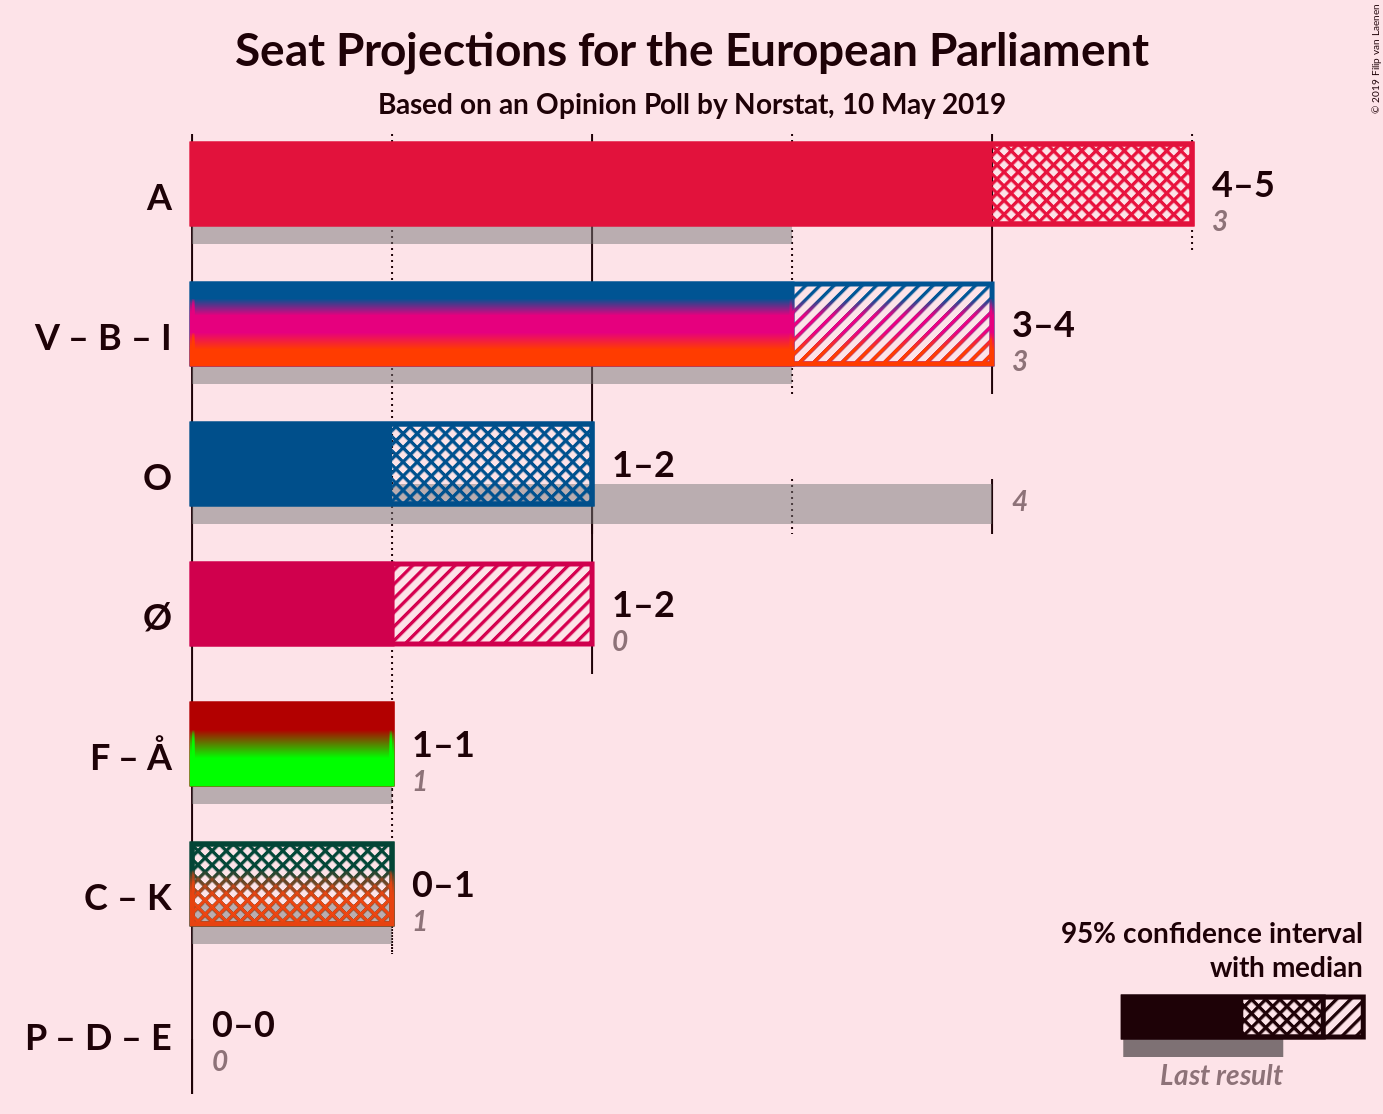 Seat Projections for the European Parliament
Based on an Opinion Poll by Norstat, 10 May 2019
© 2019 Filip van Laenen
A
4–5
3
V – B – I
3–4
3
O
1–2
4
Ø
1–2
0
F – Å
1–1
1
C – K
0–1
1
P – D – E
0–0
0
95% confidence interval
with median
Last result